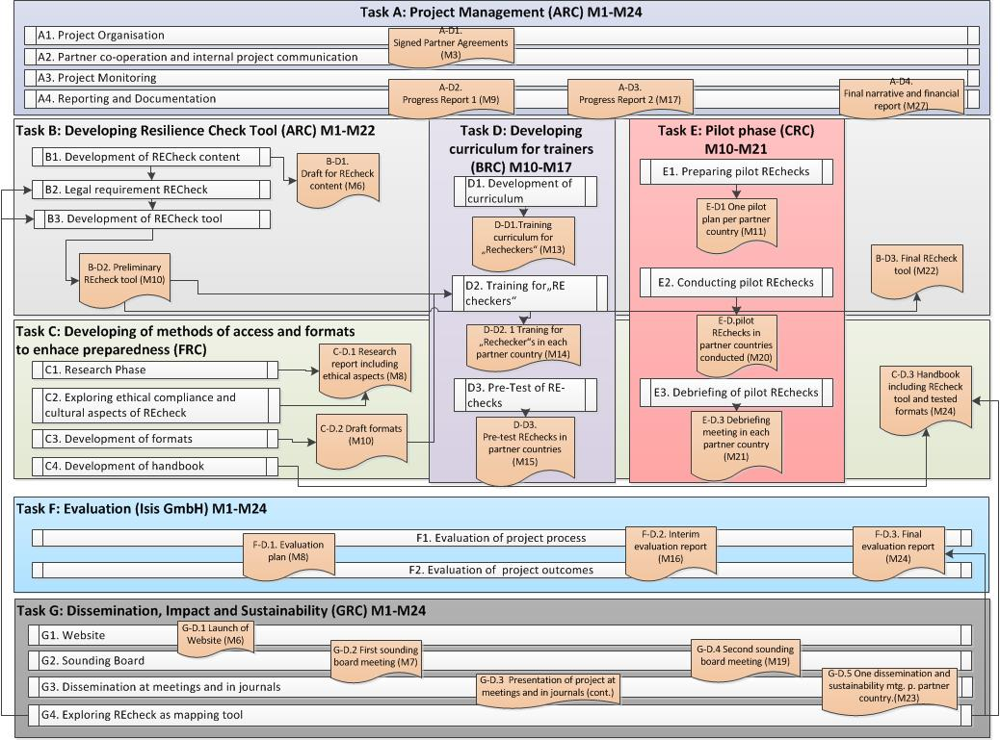 Task A: Project Management (ARC) M1-M24
A1. Project Organisation
A-D1.
Signed Partner Agreements
(M3)
A2. Partner co-operation and internal project communication
A3. Project Monitoring
A4. Reporting and Documentation
A-D2.
Progress Report 1 (M9)
A-D3.
Progress Report 2 (M17)
A-D4.
Final narrative and financial
report (M27)
Task B: Developing Resilience Check Tool (ARC) M1-M22
B1. Development of RECheck content
B-D1.
Draft for REcheck
content (M6)
B2. Legal requirement RECheck
B3. Development of RECheck tool
B-D2. Preliminary
REcheck tool (M10)
B-D3. Final REcheck
tool (M22)
Task D: Developing
curriculum for trainers
(BRC) M10-M17
D1. Development of
curriculum
D-D1.Training
curriculum for
„Recheckers“ (M13)
D2. Training for„RE
checkers“
D-D2. 1 Traning for
„Rechecker“s in each
partner country (M14)
D3. Pre-Test of RE-
checks
D-D3.
Pre-test REchecks in
partner countries
(M15)
Task E: Pilot phase (CRC)
M10-M21
E1. Preparing pilot REchecks
E-D1 One pilot
plan per partner
country (M11)
E2. Conducting pilot REchecks
E-D.pilot
REchecks in
partner countries
conducted (M20)
E3. Debriefing of pilot REchecks
E-D.3 Debriefing
meeting in each
partner country
(M21)
Task C: Developing of methods of access and formats
to enhace preparedness (FRC)
C1. Research Phase
C-D.1 Research
report including
ethical aspects (M8)
C2. Exploring ethical compliance and
cultural aspects of REcheck
C3. Development of formats
C-D.2 Draft formats
(M10)
C4. Development of handbook
C-D.3 Handbook
including REcheck
tool and tested
formats (M24)
Task F: Evaluation (Isis GmbH) M1-M24
F1. Evaluation of project process
F2. Evaluation of project outcomes
F-D.1. Evaluation
plan (M8)
F-D.2. Interim
evaluation report
(M16)
F-D.3. Final
evaluation report
(M24)
Task G: Dissemination, Impact and Sustainability (GRC) M1-M24
G1. Website
G-D.1 Launch of
Website (M6)
G2. Sounding Board
G-D.2 First sounding
board meeting (M7)
G-D.4 Second sounding
board meeting (M19)
G3. Dissemination at meetings and in journals
G-D.3 Presentation of project at
meetings and in journals (cont.)
G-D.5 One dissemination and
sustainability mtg. p. partner
country.(M23)
G4. Exploring REcheck as mapping tool